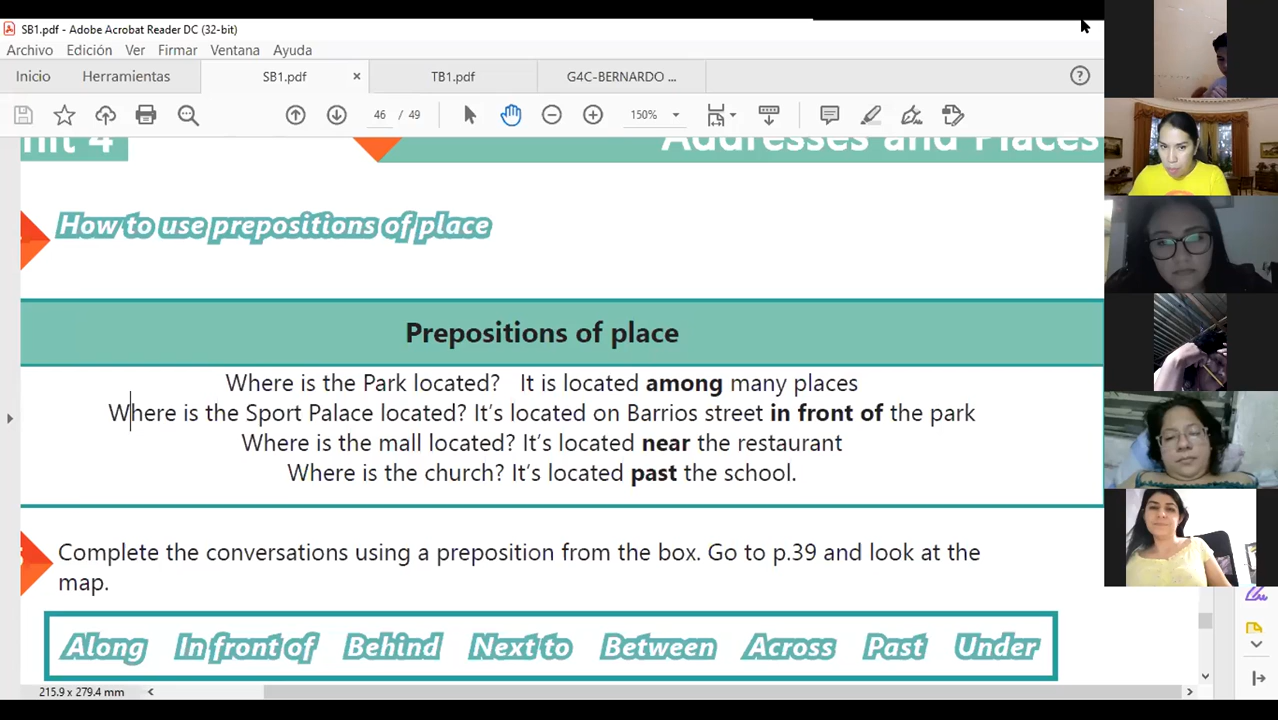 SB1.pdf - Adobe Acrobat Reader DC (32-bit)
Archivo Edición Ver Firmar Ventana Ayuda
Inicio Herramientas SB1.pdf × TB1.pdf G4C-BERNARDO ...
46 / 49 150%
nit 4 Addresses and Places
How to use prepositions of place
Prepositions of place
Where is the Park located? It is located among many places
Where is the Sport Palace located? It's located on Barrios street in front of the park
Where is the mall located? It's located near the restaurant
Where is the church? It's located past the school.
Complete the conversations using a preposition from the box. Go to p.39 and look at the
map.
Along In front of Behind Next to Between Across Past Under
215.9 x 279.4 mm